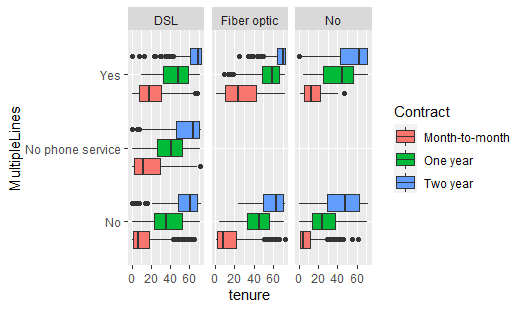 DSL Fiber optic No
MultipleLines
Yes
No phone service
No
0 20 40 60 0 20 40 60 0 20 40 60
tenure
Contract
Month-to-month
One year
Two year